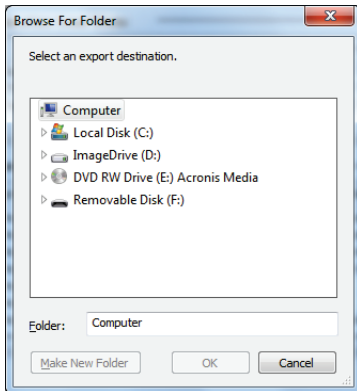 Browse For Folder
Select an export destination.
Computer
Local Disk (C:)
ImageDrive (D:)
DVD RW Drive (E:) Acronis Media
Removable Disk (F:)
Folder: Computer
Make New Folder OK Cancel